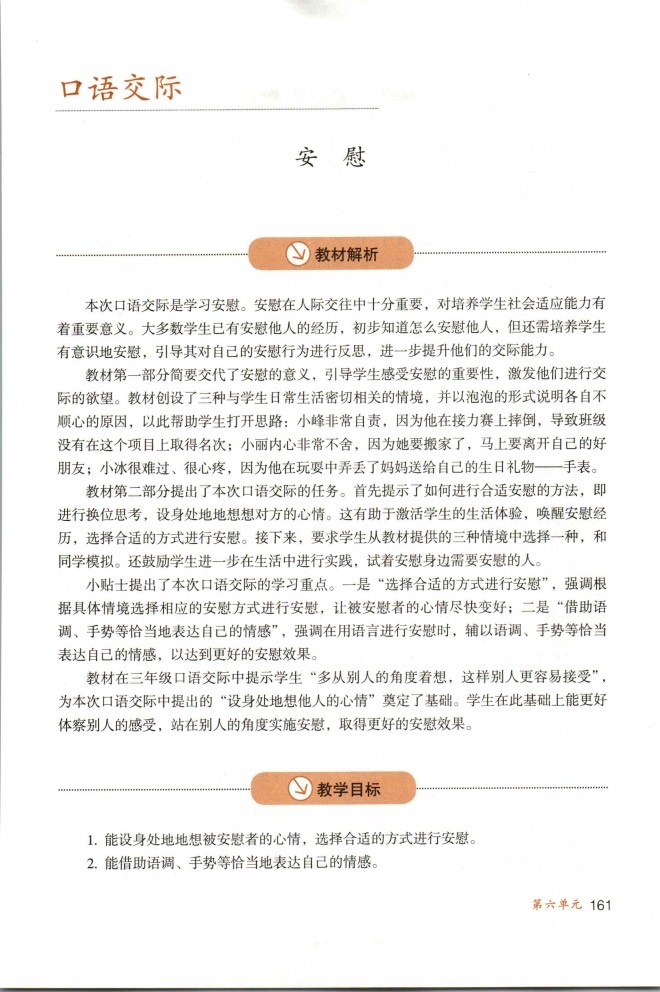 口语交际
安 慰
教材解析
本次口语交际是学习安慰。安慰在人际交往中十分重要，对培养学生社会适应能力有
着重要意义。大多数学生已有安慰他人的经历，初步知道怎么安慰他人，但还需培养学生
有意识地安慰，引导其对自己的安慰行为进行反思，进一步提升他们的交际能力。
教材第一部分简要交代了安慰的意义，引导学生感受安慰的重要性，激发他们进行交
际的欲望。教材创设了三种与学生日常生活密切相关的情境，并以泡泡的形式说明各自不
顺心的原因，以此帮助学生打开思路：小峰非常自责，因为他在接力赛上摔倒，导致班级
没有在这个项目上取得名次；小丽内心非常不舍，因为她要搬家了，马上要离开自己的好
朋友；小冰很难过、很心疼，因为他在玩耍中弄丢了妈妈送给自己的生日礼物——手表。
教材第二部分提出了本次口语交际的任务。首先提示了如何进行合适安慰的方法，即
进行换位思考，设身处地地想想对方的心情。这有助于激活学生的生活体验，唤醒安慰经
历，选择合适的方式进行安慰。接下来，要求学生从教材提供的三种情境中选择一种，和
同学模拟。还鼓励学生进一步在生活中进行实践，试着安慰身边需要安慰的人。
小贴士提出了本次口语交际的学习重点。一是“选择合适的方式进行安慰”，强调根
据具体情境选择相应的安慰方式进行安慰，让被安慰者的心情尽快变好；二是“借助语
调、手势等恰当地表达自己的情感”，强调在用语言进行安慰时，辅以语调、手势等恰当
表达自己的情感，以达到更好的安慰效果。
教材在三年级口语交际中提示学生“多从别人的角度着想，这样别人更容易接受”，
为本次口语交际中提出的“设身处地想他人的心情”奠定了基础。学生在此基础上能更好
体察别人的感受，站在别人的角度实施安慰，取得更好的安慰效果。
教学目标
1. 能设身处地地想被安慰者的心情，选择合适的方式进行安慰。
2. 能借助语调、手势等恰当地表达自己的情感。
第六单元 161